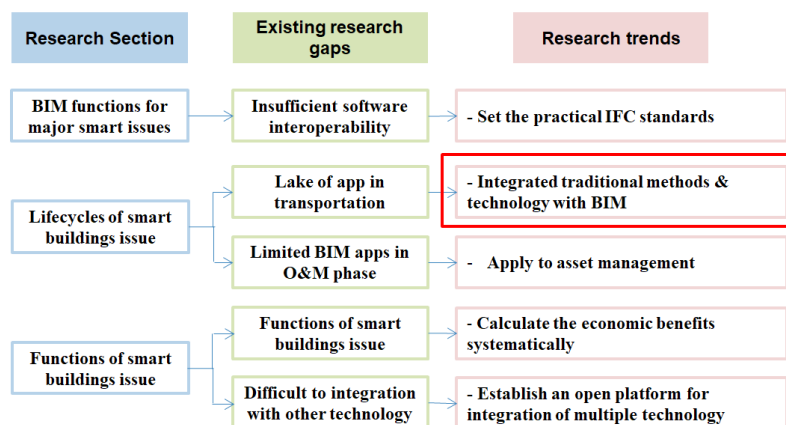 Research Section
Existing research
gaps
Research trends
BIM functions for
major smart issues
Insufficient software
interoperability
- Set the practical IFC standards
Lifecycles of smart
buildings issue
Lake of app in
transportation
- Integrated traditional methods &
technology with BIM
Limited BIM apps in
O&M phase
- Apply to asset management
Functions of smart
buildings issue
Functions of smart
buildings issue
- Calculate the economic benefits
systematically
Difficult to integration
with other technology
- Establish an open platform for
integration of multiple technology